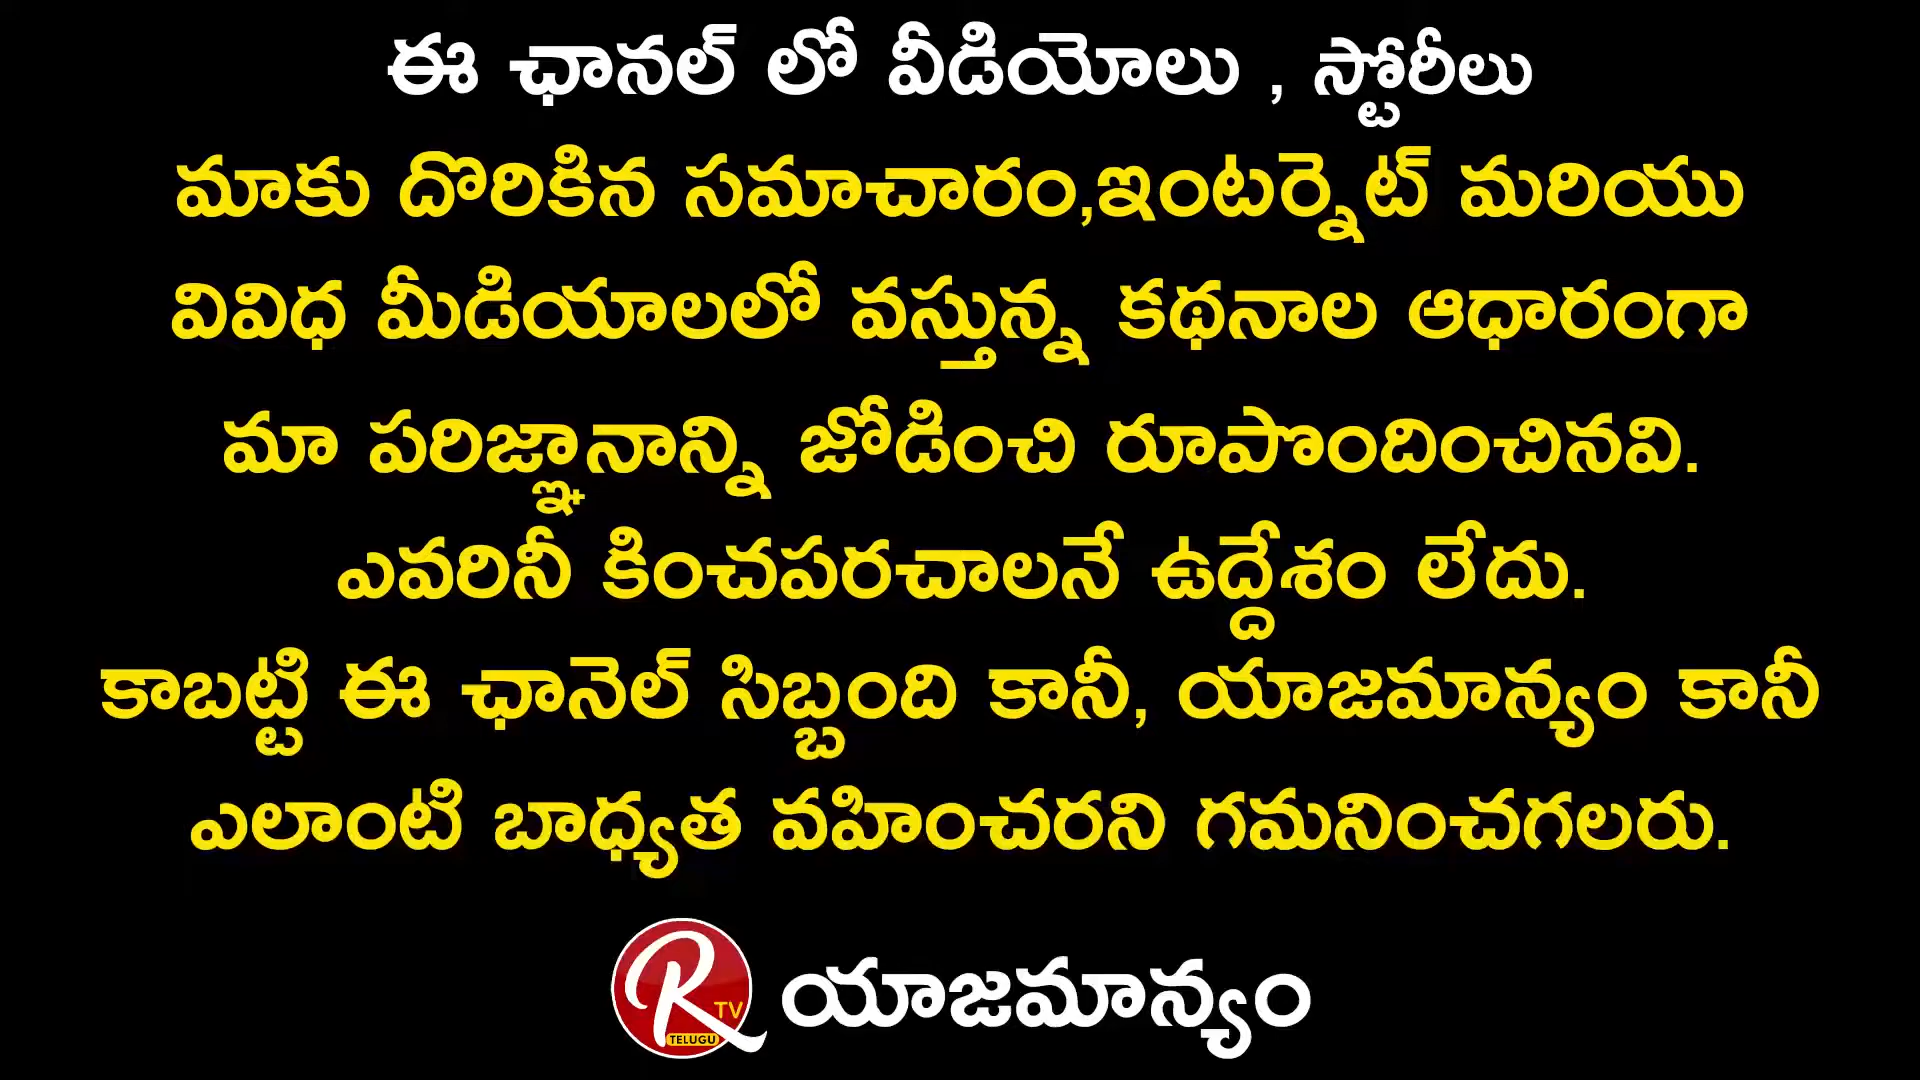 ఈ ఛానల్ లో వీడియోలు , స్టోరీలు
మాకు దొరికిన సమాచారం,ఇంటర్నెట్ మరియు
వివిధ మీడియాలలో వస్తున్న కథనాల ఆధారంగా
మా పరిజ్ఞానాన్ని జోడించి రూపొందించినవి.
ఎవరినీ కించపరచాలనే ఉద్దేశం లేదు.
కాబట్టి ఈ ఛానెల్ సిబ్బంది కానీ, యాజమాన్యం కానీ
ఎలాంటి బాధ్యత వహించరని గమనించగలరు.
R TV TELUGU యాజమాన్యం